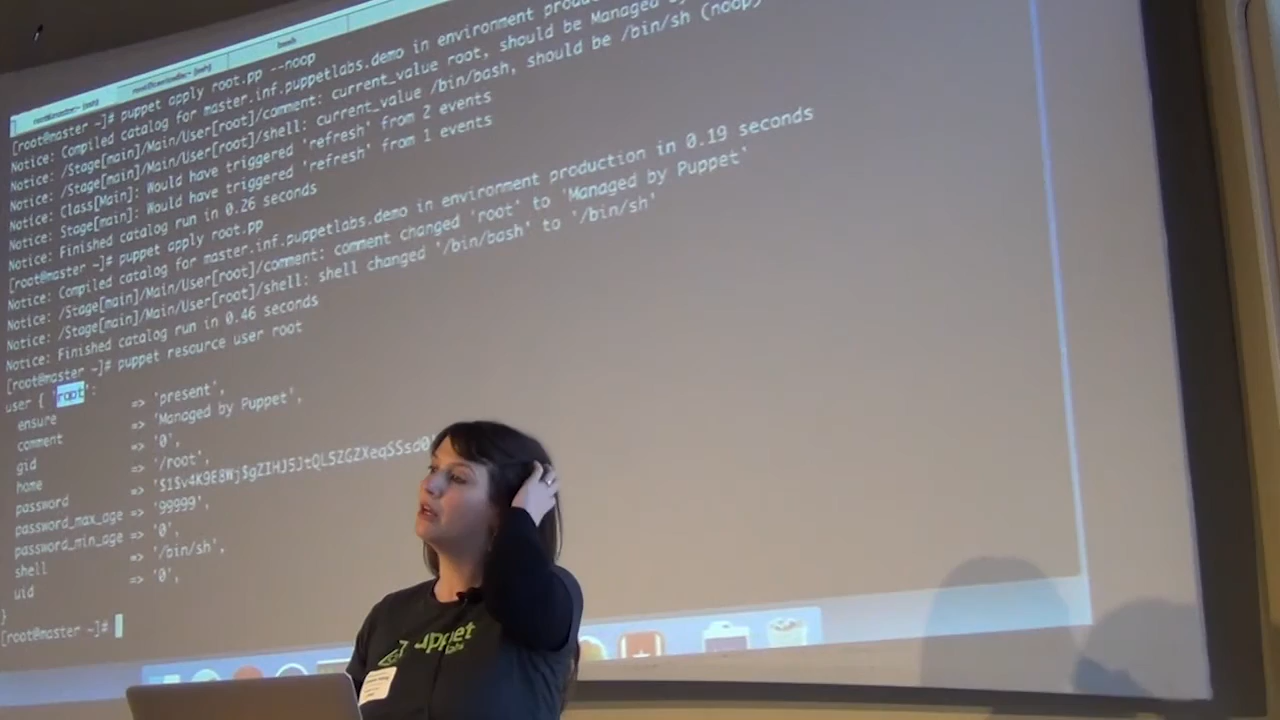 bash
[root@master ~]# puppet apply root.pp --noop
Notice: Compiled catalog for master.inf.puppetlabs.demo in environment
Notice: /Stage[main]/Main/User[root]/comment: current_value root, should be Managed
Notice: /Stage[main]/Main/User[root]/shell: current_value /bin/bash, should be /bin/sh (noop)
Notice: Class[Main]: Would have triggered 'refresh' from 2 events
Notice: Stage[main]: Would have triggered 'refresh' from 1 events
Notice: Finished catalog run in 0.26 seconds
[root@master ~]# puppet apply root.pp
Notice: Compiled catalog for master.inf.puppetlabs.demo in environment production in 0.19 seconds
Notice: /Stage[main]/Main/User[root]/comment: comment changed 'root' to 'Managed by Puppet'
Notice: /Stage[main]/Main/User[root]/shell: shell changed '/bin/bash' to '/bin/sh'
Notice: Finished catalog run in 0.46 seconds
[root@master ~]# puppet resource user root
user { 'root':
ensure => 'present',
comment => 'Managed by Puppet',
gid => '0',
home => '/root',
password => '$1$v4K9E8Wj$gZIHJ5JtQL5ZGZXeqSSsd0
password_max_age => '99999',
password_min_age => '0',
shell => '/bin/sh',
uid => '0',
}
[root@master ~]#
puppet
labs